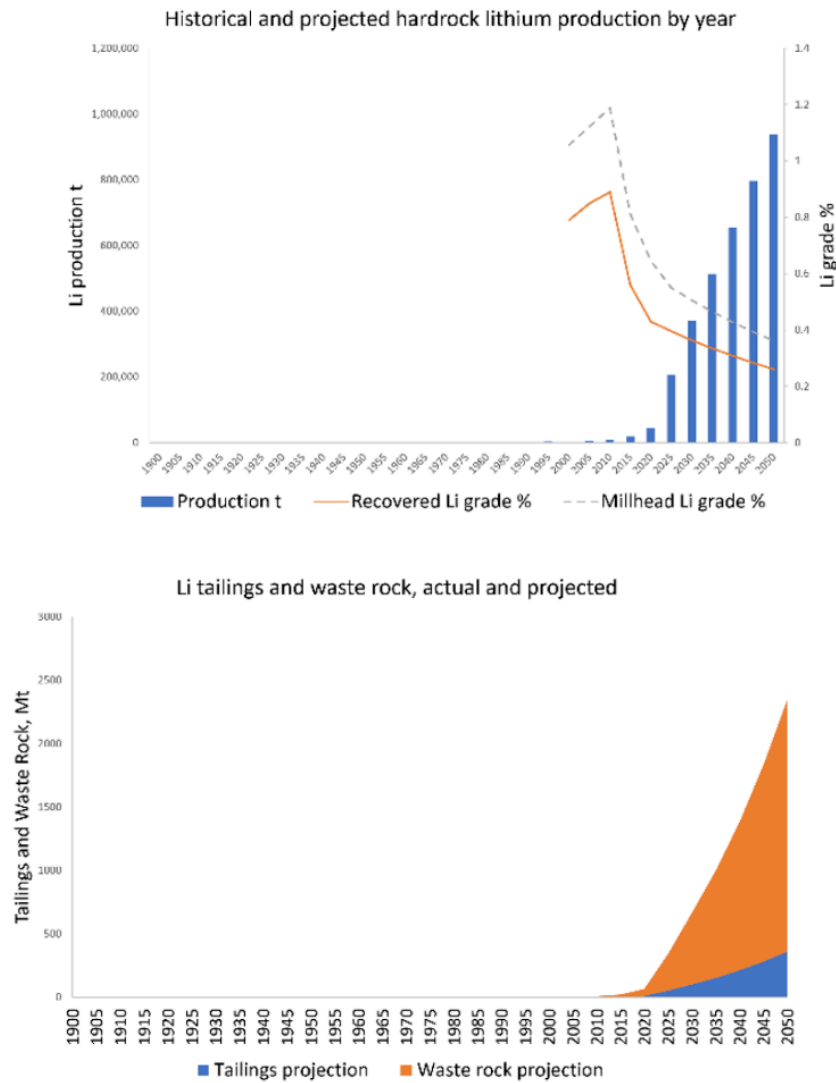 Historical and projected hardrock lithium production by year
1,200,000
1,000,000
800,000
600,000
400,000
200,000
0
Li production t
1.4
1.2
1
0.8
0.6
0.4
0.2
0
Li grade %
1900 1905 1910 1915 1920 1925 1930 1935 1940 1945 1950 1955 1960 1965 1970 1975 1980 1985 1990 1995 2000 2005 2010 2015 2020 2025 2030 2035 2040 2045 2050
Production t Recovered Li grade % Millhead Li grade %
Li tailings and waste rock, actual and projected
3000
2500
2000
1500
1000
500
0
Tailings and Waste Rock, Mt
1900 1905 1910 1915 1920 1925 1930 1935 1940 1945 1950 1955 1960 1965 1970 1975 1980 1985 1990 1995 2000 2005 2010 2015 2020 2025 2030 2035 2040 2045 2050
Tailings projection Waste rock projection